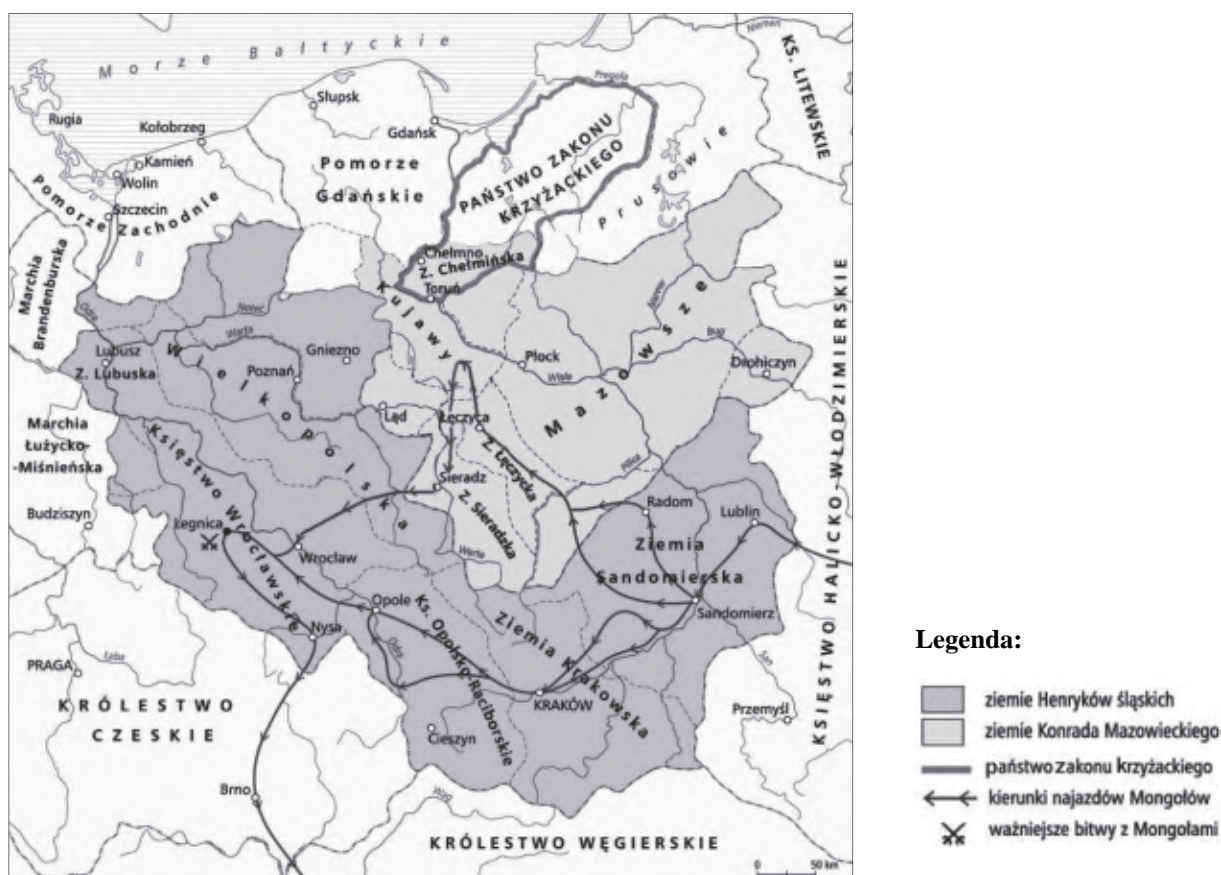 Morze Bałtyckie
Niemen
KS. LITEWSKIE
Pregoła
Słupsk
Rugia
Kołobrzeg
Gdańsk
Kamień
Wolin
Pomorze
Gdańskie
PAŃSTWO ZAKONU
KRZYŻACKIEGO
Prusowie
Szczecin
Pomorze Zachodnie
Marchia
Brandenburska
Chełmno
Z. Chełmińska
Toruń
Kujawy
Odra
Noteć
Warta
Narew
Bug
Lubusz
Z. Lubuska
Wielkopolska
Gniezno
Poznań
Płock
Wisła
Mazowsze
Drohiczyn
Ląd
Łęczyca
Z. Łęczycka
Marchia
Łużycko-
-Miśnieńska
Księstwo Wrocławskie
Pilica
Sieradz
Z. Sieradzka
Radom
Lublin
Budziszyn
Legnica
Wrocław
Warta
Ziemia
Sandomierska
KSIĘSTWO HALICKO-WŁODZIMIERSKIE
Opole
Ks. Opolsko-Raciborskie
Ziemia Krakowska
Sandomierz
Nysa
Odra
San
PRAGA
Łaba
KRÓLESTWO
CZESKIE
KRAKÓW
Przemyśl
Cieszyn
Brno
Wag
KRÓLESTWO WĘGIERSKIE
0 50 km
Legenda:
ziemie Henryków śląskich
ziemie Konrada Mazowieckiego
państwo zakonu krzyżackiego
kierunki najazdów Mongołów
ważniejsze bitwy z Mongołami